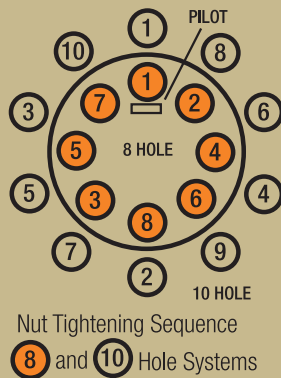 PILOT
1
10 8
1
7 2
3 6
5 8 HOLE 4
5 4
3 6
8
7 9
2
10 HOLE
Nut Tightening Sequence
8 and 10 Hole Systems